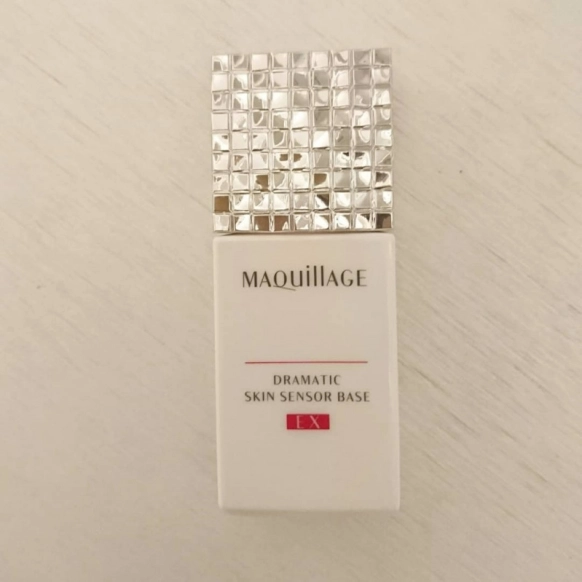 MAQuillAGE
DRAMATIC
SKIN SENSOR BASE
EX